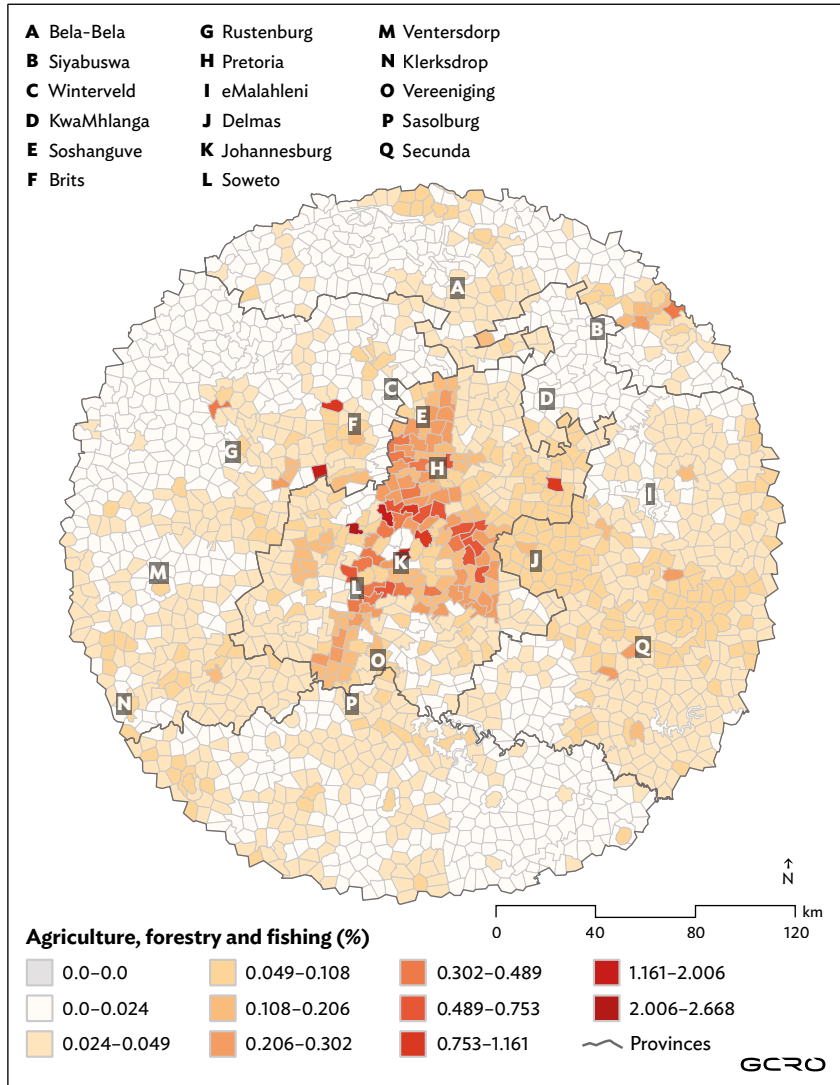 A Bela-Bela
B Siyabuswa
C Winterveld
D KwaMhlanga
E Soshanguve
F Brits
G Rustenburg
H Pretoria
I eMalahleni
J Delmas
K Johannesburg
L Soweto
M Ventersdorp
N Klerksdrop
O Vereeniging
P Sasolburg
Q Secunda
A
B
C
D
E
F
G
H
I
J
K
L
M
N
O
P
Q
N
km
0 40 80 120
Agriculture, forestry and fishing (%)
0.0–0.0
0.0–0.024
0.024–0.049
0.049–0.108
0.108–0.206
0.206–0.302
0.302–0.489
0.489–0.753
0.753–1.161
1.161–2.006
2.006–2.668
Provinces
GCRO